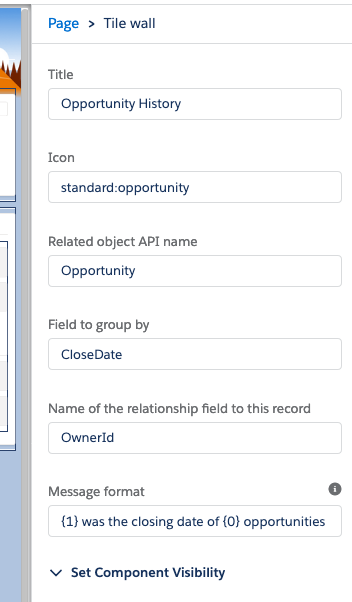 Page > Tile wall
Title
Opportunity History
Icon
standard:opportunity
Related object API name
Opportunity
Field to group by
CloseDate
Name of the relationship field to this record
OwnerId
Message format
{1} was the closing date of {0} opportunities
Set Component Visibility